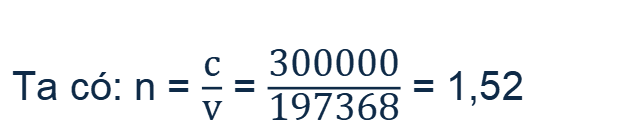 Ta có: n = c/v = 300000/197368 = 1,52